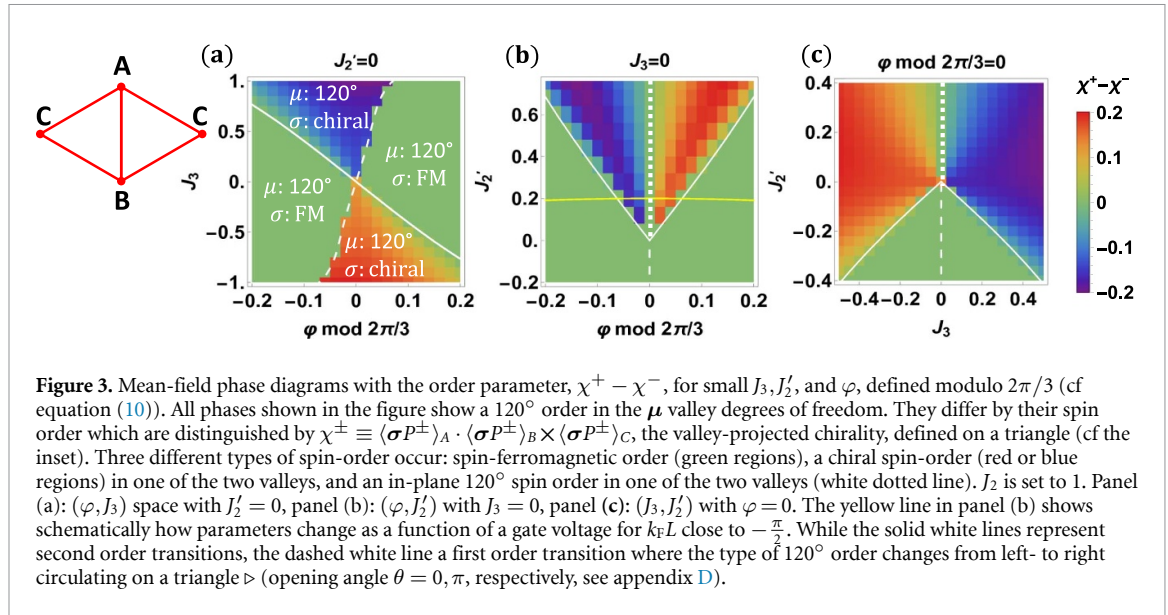 A
C
C
B
(a)
J₂'=0
1.
0.5
0.
−0.5
−1.
J₃
μ: 120°
σ: chiral
μ: 120°
σ: FM
μ: 120°
σ: FM
μ: 120°
σ: chiral
−0.2 −0.1 0 0.1 0.2
φ mod 2π/3
(b)
J₃=0
0.6
0.4
0.2
0.
−0.2
J₂'
−0.2 −0.1 0 0.1 0.2
φ mod 2π/3
(c)
φ mod 2π/3=0
0.4
0.2
0.
−0.2
−0.4
J₂'
−0.4 −0.2 0 0.2 0.4
J₃
χ⁺−χ⁻
0.2
0.1
0
−0.1
−0.2
Figure 3. Mean-field phase diagrams with the order parameter, χ⁺ − χ⁻, for small J₃, J₂′, and φ, defined modulo 2π/3 (cf
equation (10)). All phases shown in the figure show a 120° order in the μ valley degrees of freedom. They differ by their spin
order which are distinguished by χ± ≡ ⟨σP±⟩A · ⟨σP±⟩B × ⟨σP±⟩C, the valley-projected chirality, defined on a triangle (cf the
inset). Three different types of spin-order occur: spin-ferromagnetic order (green regions), a chiral spin-order (red or blue
regions) in one of the two valleys, and an in-plane 120° spin order in one of the two valleys (white dotted line). J₂ is set to 1. Panel
(a): (φ, J₃) space with J₂′ = 0, panel (b): (φ, J₂′) with J₃ = 0, panel (c): (J₃, J₂′) with φ = 0. The yellow line in panel (b) shows
schematically how parameters change as a function of a gate voltage for kFL close to −π/2. While the solid white lines represent
second order transitions, the dashed white line a first order transition where the type of 120° order changes from left- to right
circulating on a triangle ▹ (opening angle θ = 0, π, respectively, see appendix D).